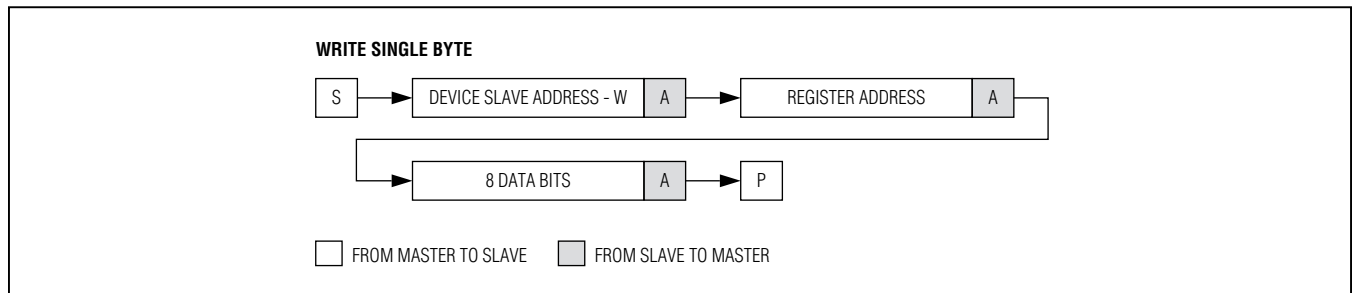 WRITE SINGLE BYTE
S DEVICE SLAVE ADDRESS - W A REGISTER ADDRESS A
8 DATA BITS A P
FROM MASTER TO SLAVE FROM SLAVE TO MASTER